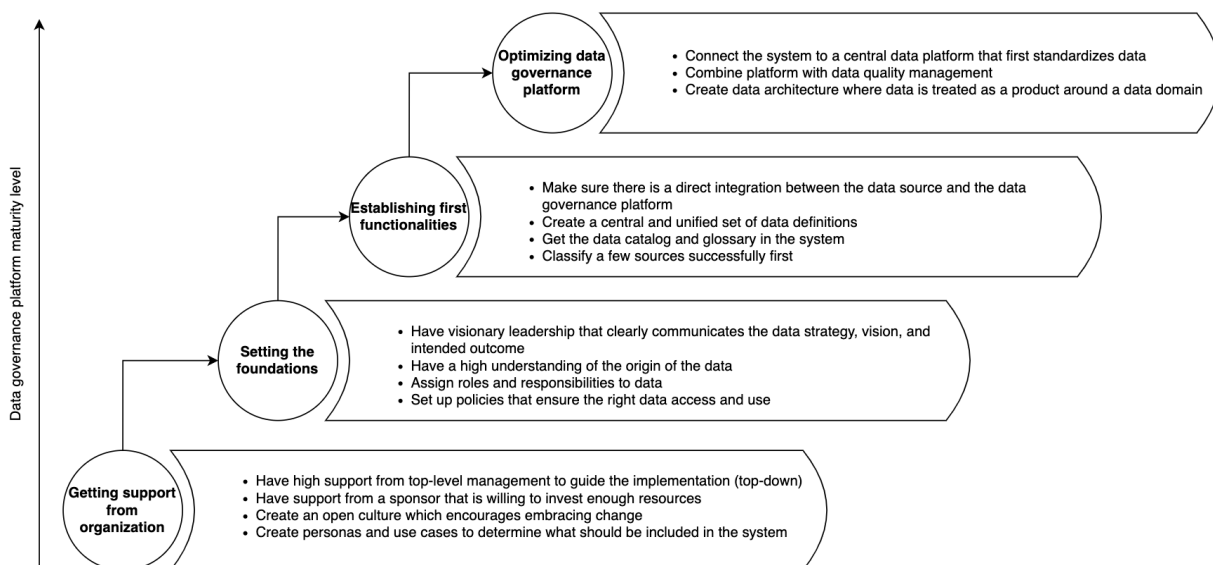 Data governance platform maturity level
Optimizing data
governance
platform
• Connect the system to a central data platform that first standardizes data
• Combine platform with data quality management
• Create data architecture where data is treated as a product around a data domain
Establishing first
functionalities
• Make sure there is a direct integration between the data source and the data
governance platform
• Create a central and unified set of data definitions
• Get the data catalog and glossary in the system
• Classify a few sources successfully first
Setting the
foundations
• Have visionary leadership that clearly communicates the data strategy, vision, and
intended outcome
• Have a high understanding of the origin of the data
• Assign roles and responsibilities to data
• Set up policies that ensure the right data access and use
Getting support
from
organization
• Have high support from top-level management to guide the implementation (top-down)
• Have support from a sponsor that is willing to invest enough resources
• Create an open culture which encourages embracing change
• Create personas and use cases to determine what should be included in the system